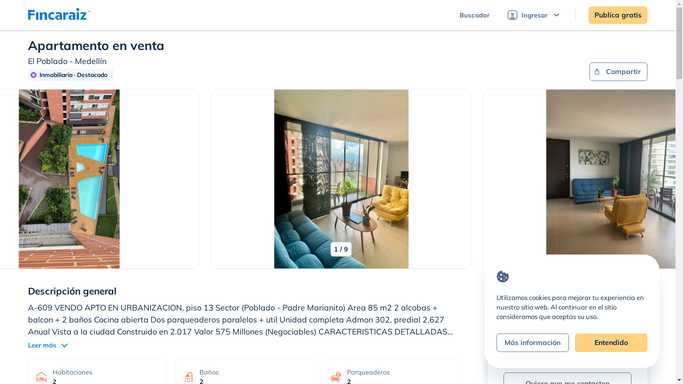 Fincaraiz
Buscador
Ingresar
Publica gratis
Apartamento en venta
El Poblado - Medellín
Inmobiliaria · Destacado
Compartir
1 / 9
Descripción general
A-609 VENDO APTO EN URBANIZACION, piso 13 Sector (Poblado - Padre Marianito) Area 85 m2 2 alcobas +
balcon + 2 baños Cocina abierta Dos parqueaderos paralelos + util Unidad completa Admon 302, predial 2,627
Anual Vista a la ciudad Construido en 2.017 Valor 575 Millones (Negociables) CARACTERISTICAS DETALLADAS...
Leer más
Habitaciones
2
Baños
2
Parqueaderos
2
Utilizamos cookies para mejorar tu experiencia en
nuestro sitio web. Al continuar en el sitio
consideramos que aceptas su uso.
Más información
Entendido
Quiero que me contacten